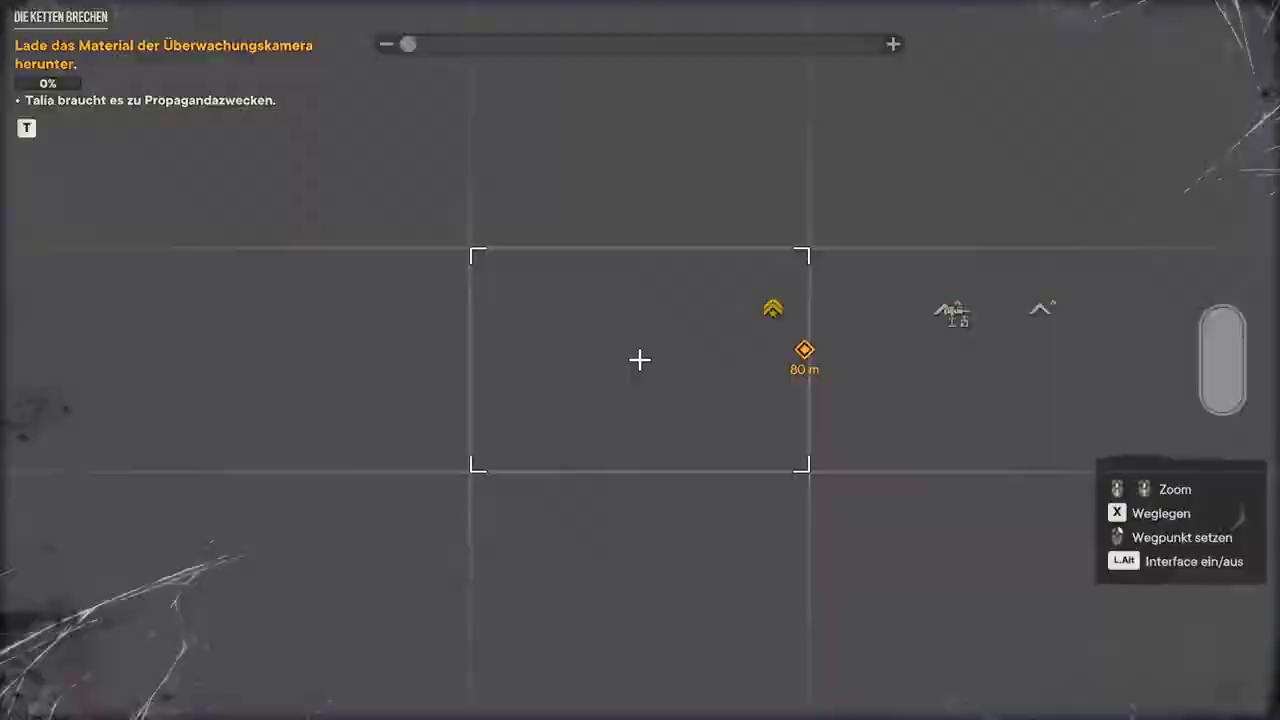 DIE KETTEN BRECHEN
Lade das Material der Überwachungskamera
herunter.
0%
• Talía braucht es zu Propagandazwecken.
T
80 m
Zoom
X Weglegen
Wegpunkt setzen
L.Alt Interface ein/aus